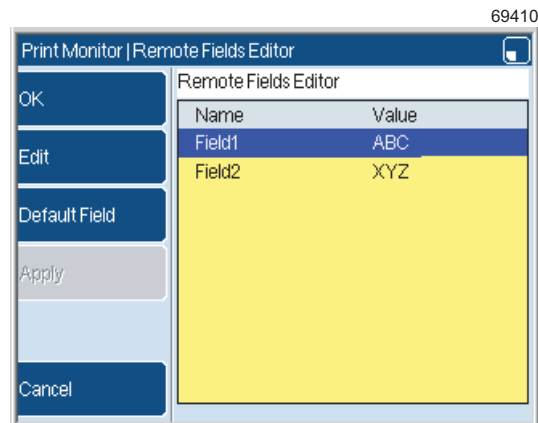 69410
Print Monitor | Remote Fields Editor
OK
Edit
Default Field
Apply
Cancel
Remote Fields Editor
Name Value
Field1 ABC
Field2 XYZ